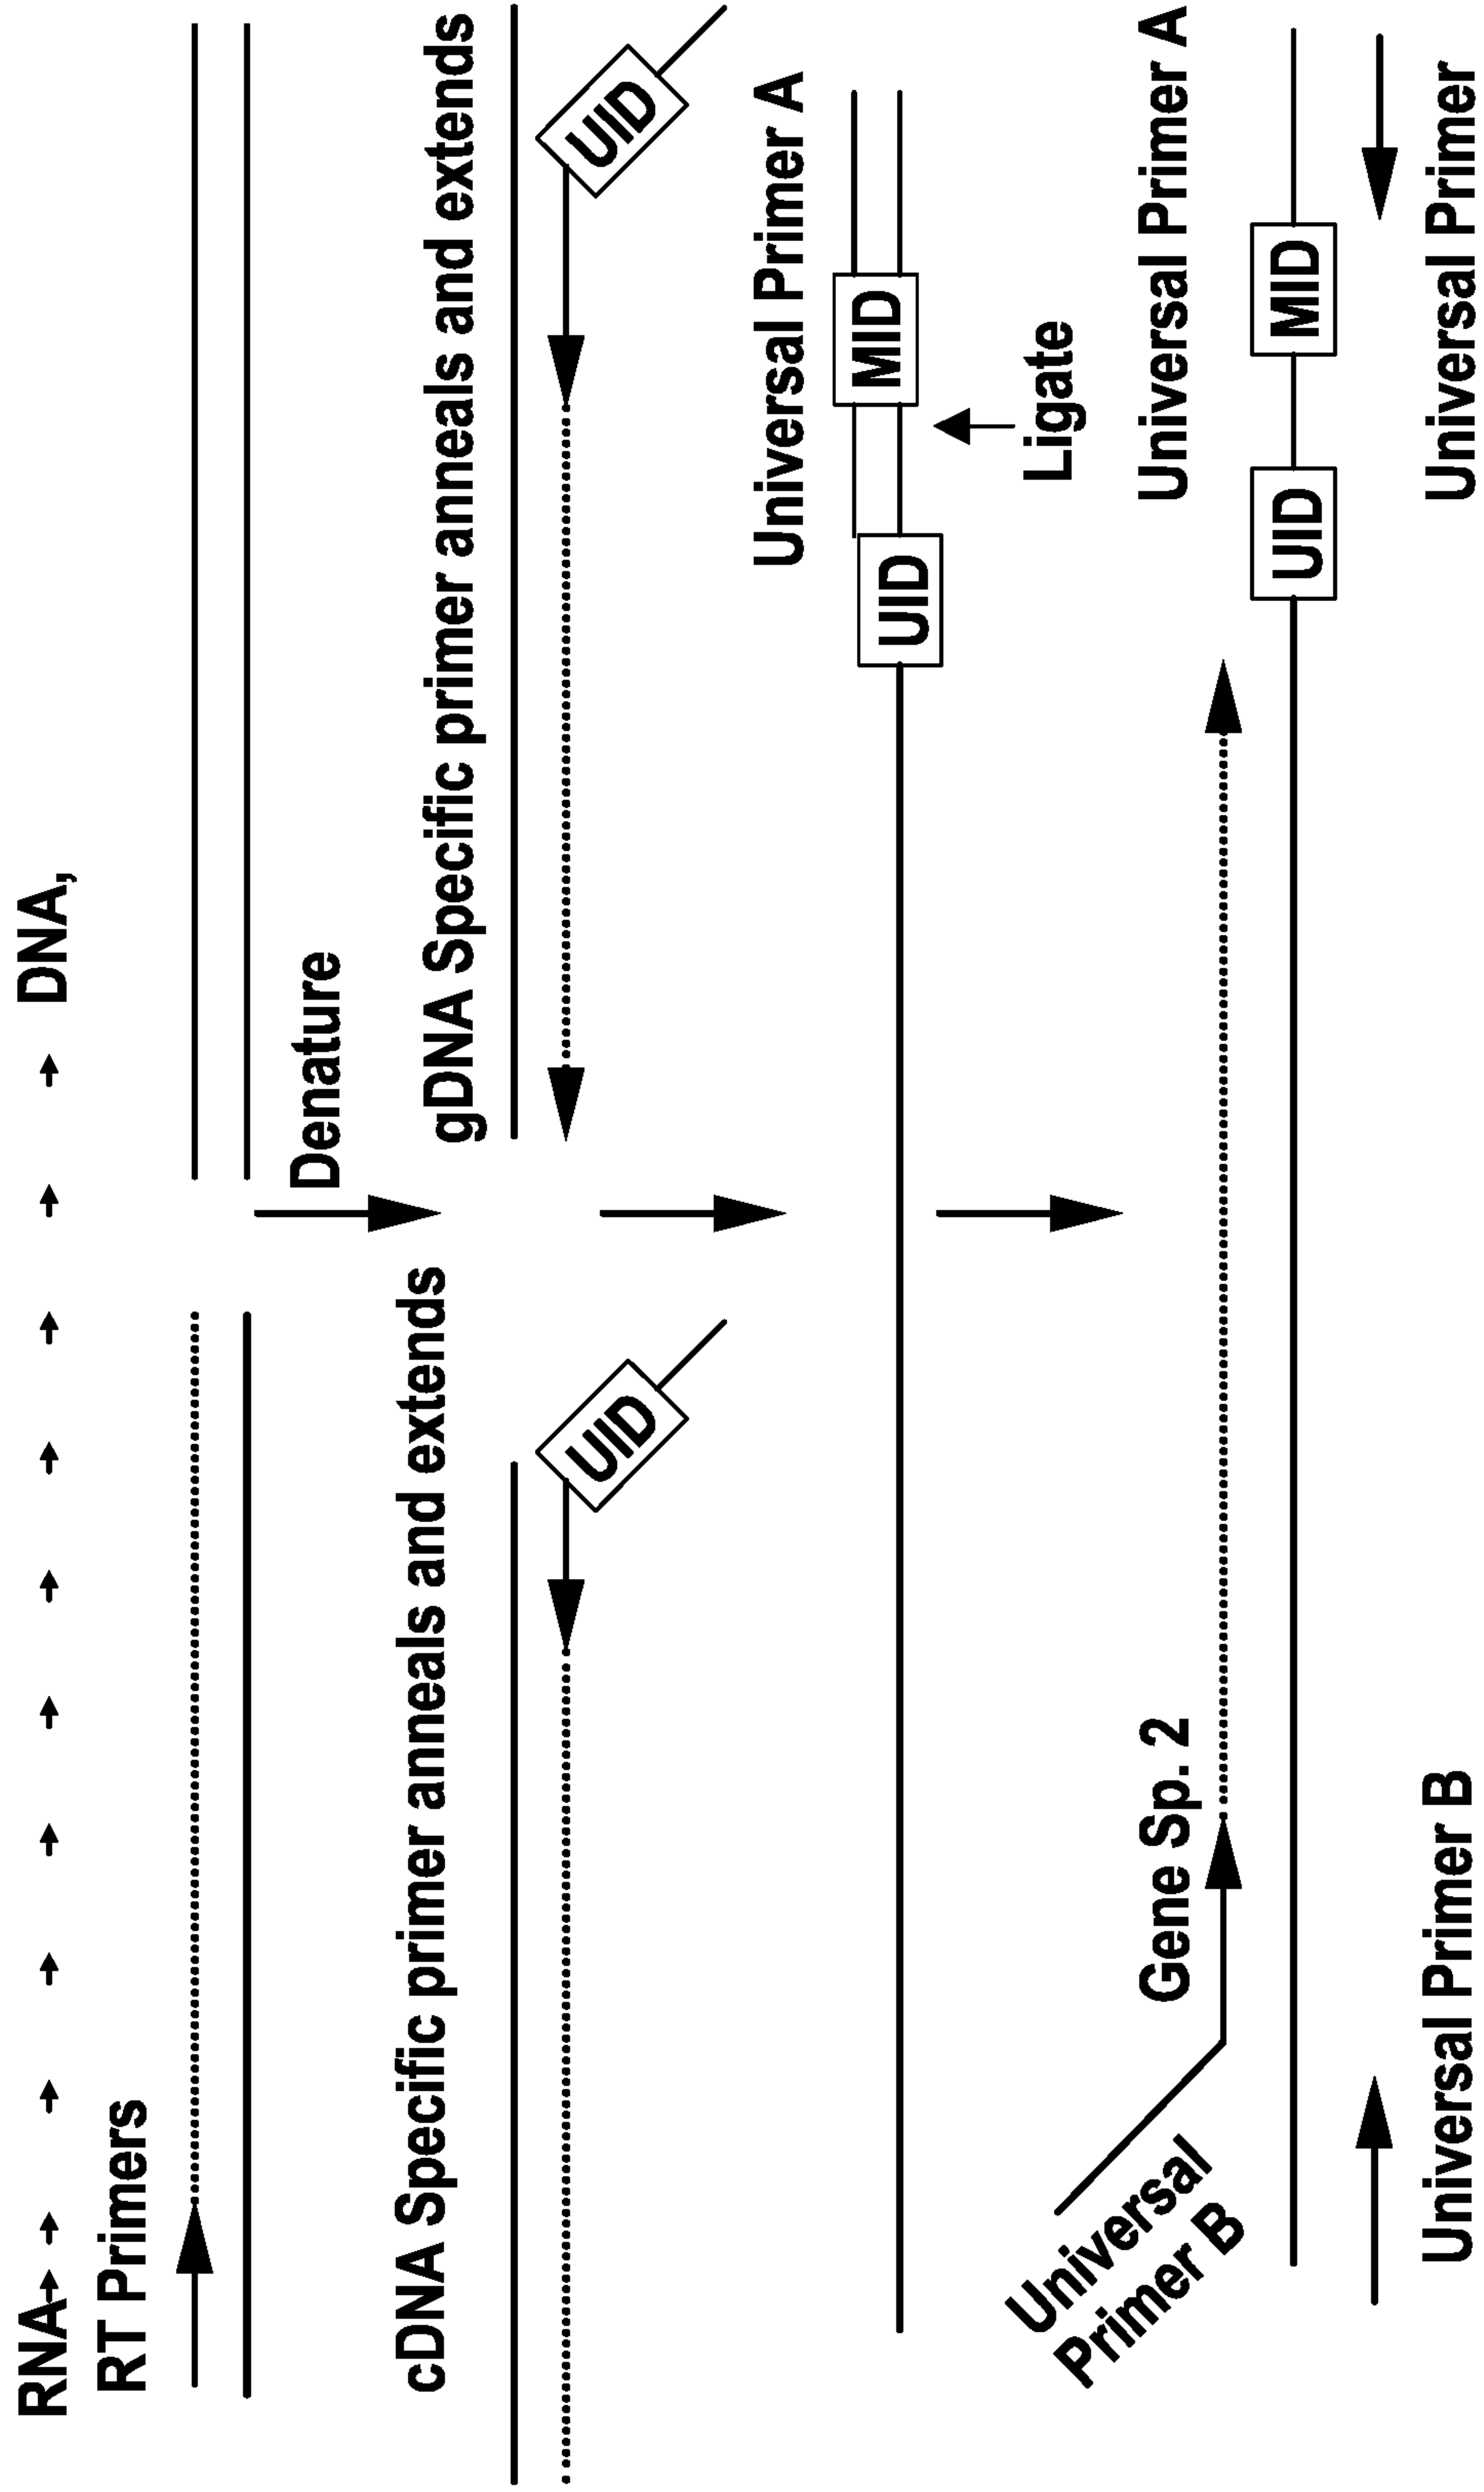 RNA DNA,
RT Primers
Denature
cDNA Specific primer anneals and extends
gDNA Specific primer anneals and extends
UID
UID
Universal Primer A
UID
MID
Ligate
Universal
Primer B
Gene Sp. 2
Universal Primer A
UID
MID
Universal Primer B
Universal Primer